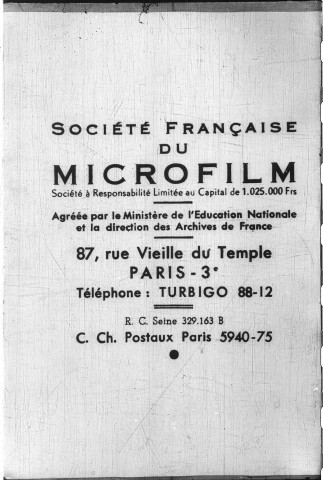 SOCIÉTÉ FRANÇAISE
DU
MICROFILM
Société à Responsabilité Limitée au Capital de 1.025.000 Frs
Agréée par le Ministère de l'Education Nationale
et la direction des Archives de France
87, rue Vieille du Temple
PARIS - 3e
Téléphone : TURBIGO 88-12
R. C. Seine 329.163 B
C. Ch. Postaux Paris 5940-75